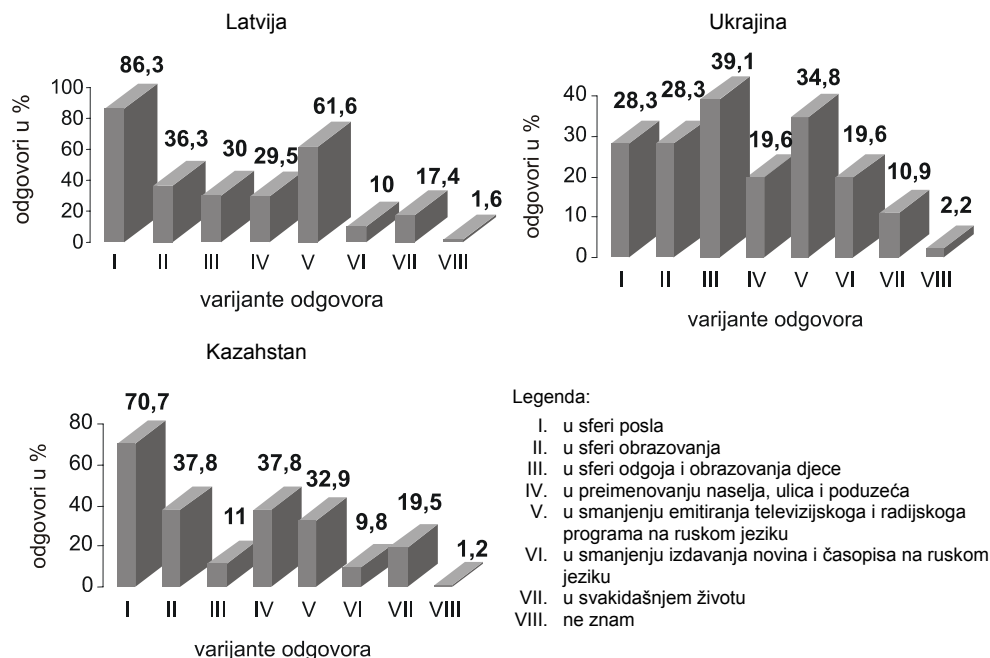 Latvija
odgovori u %
100
80
60
40
20
0
86,3
36,3
30
29,5
61,6
10
17,4
1,6
I II III IV V VI VII VIII
varijante odgovora
Ukrajina
odgovori u %
40
30
20
10
0
28,3
28,3
39,1
19,6
34,8
19,6
10,9
2,2
I II III IV V VI VII VIII
varijante odgovora
Kazahstan
odgovori u %
80
60
40
20
0
70,7
37,8
11
37,8
32,9
9,8
19,5
1,2
I II III IV V VI VII VIII
varijante odgovora
Legenda:
I. u sferi posla
II. u sferi obrazovanja
III. u sferi odgoja i obrazovanja djece
IV. u preimenovanju naselja, ulica i poduzeća
V. u smanjenju emitiranja televizijskoga i radijskoga
programa na ruskom jeziku
VI. u smanjenju izdavanja novina i časopisa na ruskom
jeziku
VII. u svakidašnjem životu
VIII. ne znam